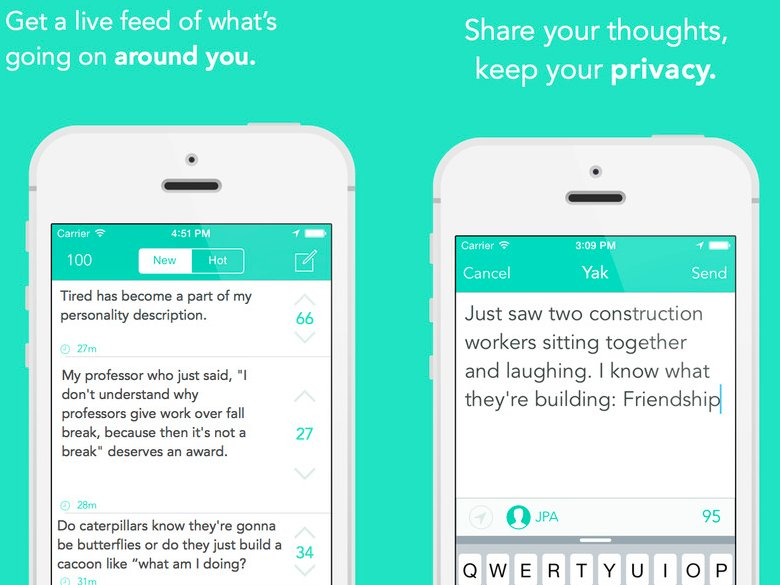 Get a live feed of what's
going on around you.
Carrier
4:51 PM
100
New
Hot
Tired has become a part of my
personality description.
66
27m
My professor who just said, "I
don't understand why
professors give work over fall
break, because then it's not a
break" deserves an award.
27
28m
Do caterpillars know they're gonna
be butterflies or do they just build a
cacoon like “what am I doing?
34
31m
Share your thoughts,
keep your privacy.
Carrier
3:09 PM
Cancel
Yak
Send
Just saw two construction
workers sitting together
and laughing. I know what
they're building: Friendship
JPA
95
Q W E R T Y U I O P